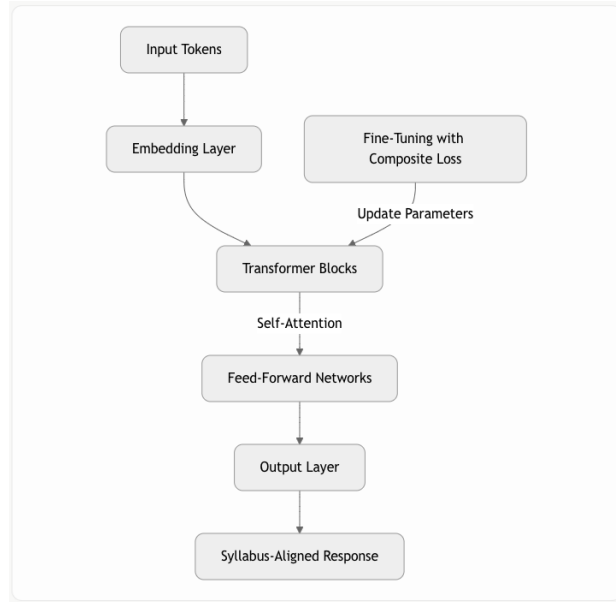 Input Tokens
Embedding Layer
Fine-Tuning with
Composite Loss
Update Parameters
Transformer Blocks
Self-Attention
Feed-Forward Networks
Output Layer
Syllabus-Aligned Response